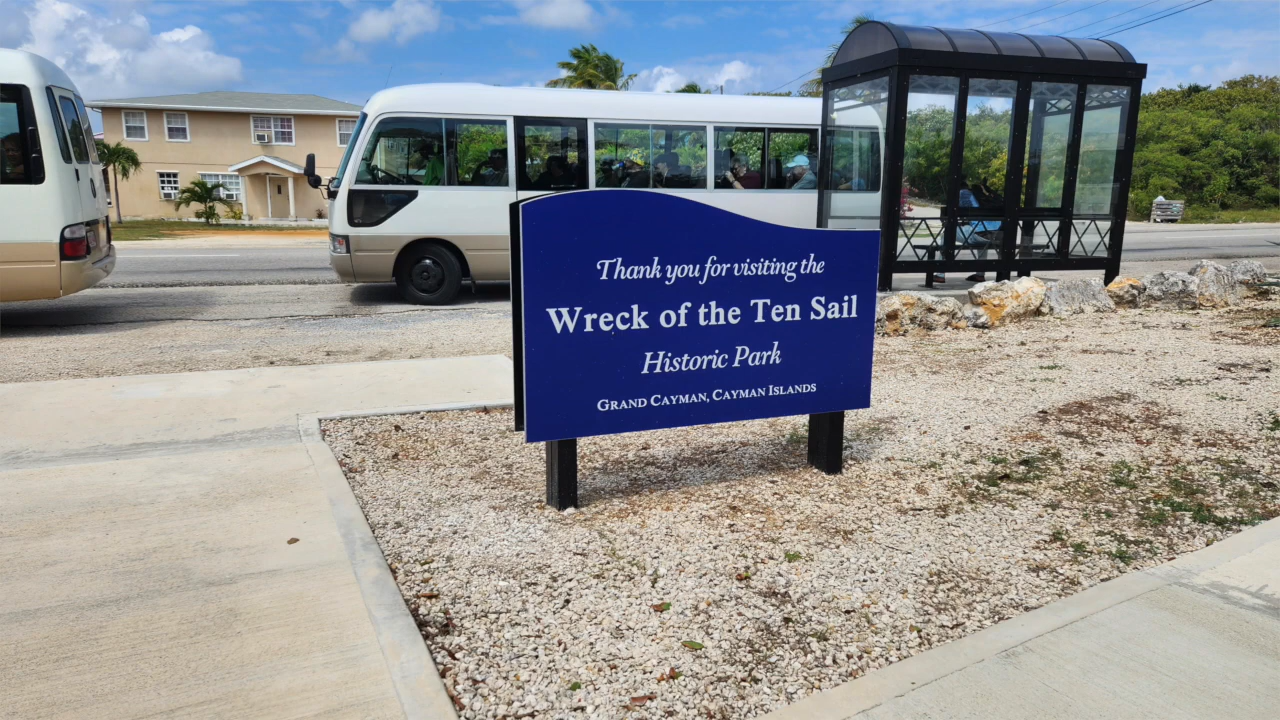 Thank you for visiting the
Wreck of the Ten Sail
Historic Park
GRAND CAYMAN, CAYMAN ISLANDS